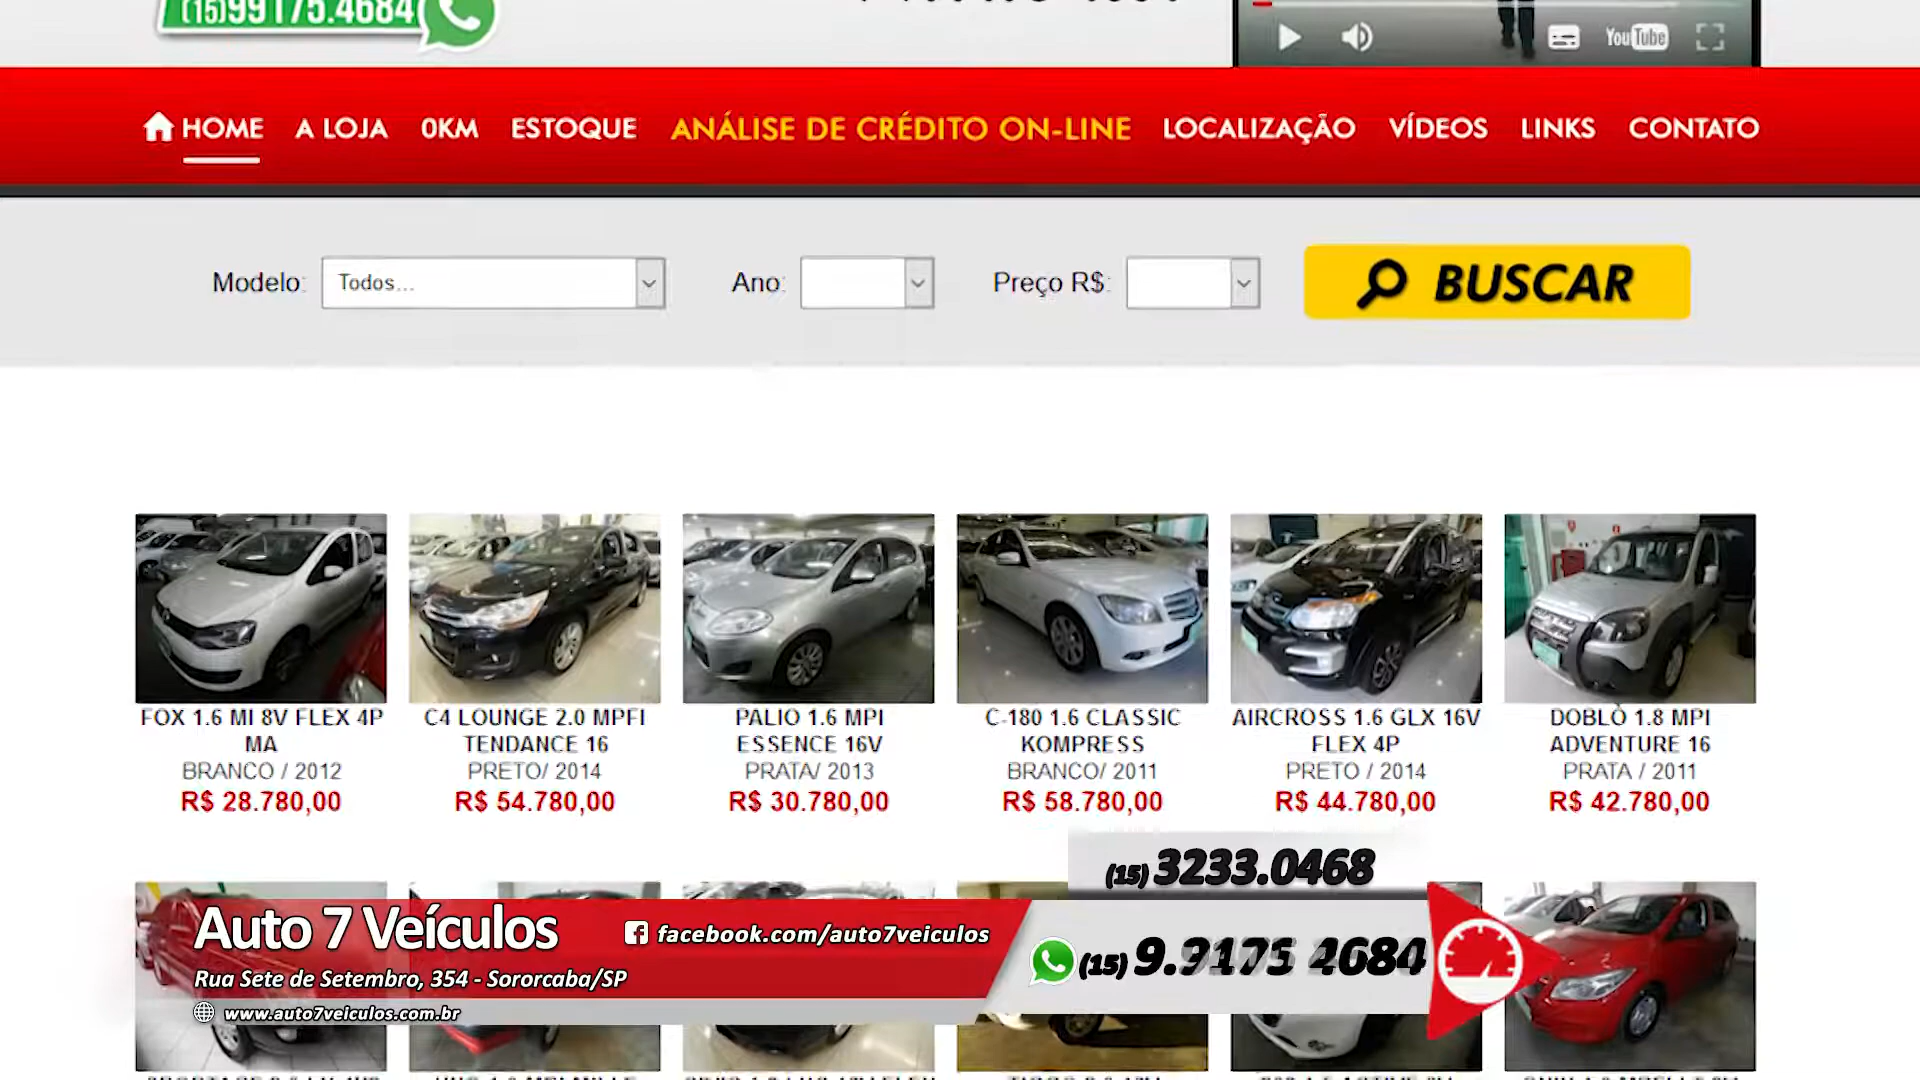 (15)99175.4684
YouTube
HOME A LOJA 0KM ESTOQUE ANÁLISE DE CRÉDITO ON-LINE LOCALIZAÇÃO VÍDEOS LINKS CONTATO
Modelo: Todos... Ano: Preço R$: BUSCAR
FOX 1.6 MI 8V FLEX 4P
MA
BRANCO / 2012
R$ 28.780,00
C4 LOUNGE 2.0 MPFI
TENDANCE 16
PRETO/ 2014
R$ 54.780,00
PALIO 1.6 MPI
ESSENCE 16V
PRATA/ 2013
R$ 30.780,00
C-180 1.6 CLASSIC
KOMPRESS
BRANCO/ 2011
R$ 58.780,00
AIRCROSS 1.6 GLX 16V
FLEX 4P
PRETO / 2014
R$ 44.780,00
DOBLÒ 1.8 MPI
ADVENTURE 16
PRATA / 2011
R$ 42.780,00
(15) 3233.0468
Auto 7 Veículos
facebook.com/auto7veiculos
(15) 9.9175 4684
Rua Sete de Setembro, 354 - Sororcaba/SP
www.auto7veiculos.com.br